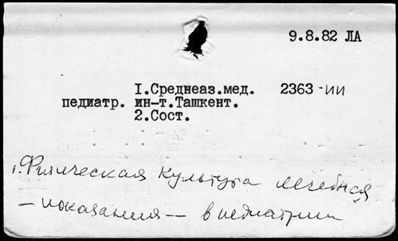 9.8.82 ЛА
I.Среднеаз.мед. 2363-ИИ
педиатр. ин-т.Ташкент.
2.Сост.
1. Физическая культура лечебная
– показания –– в педиатрии